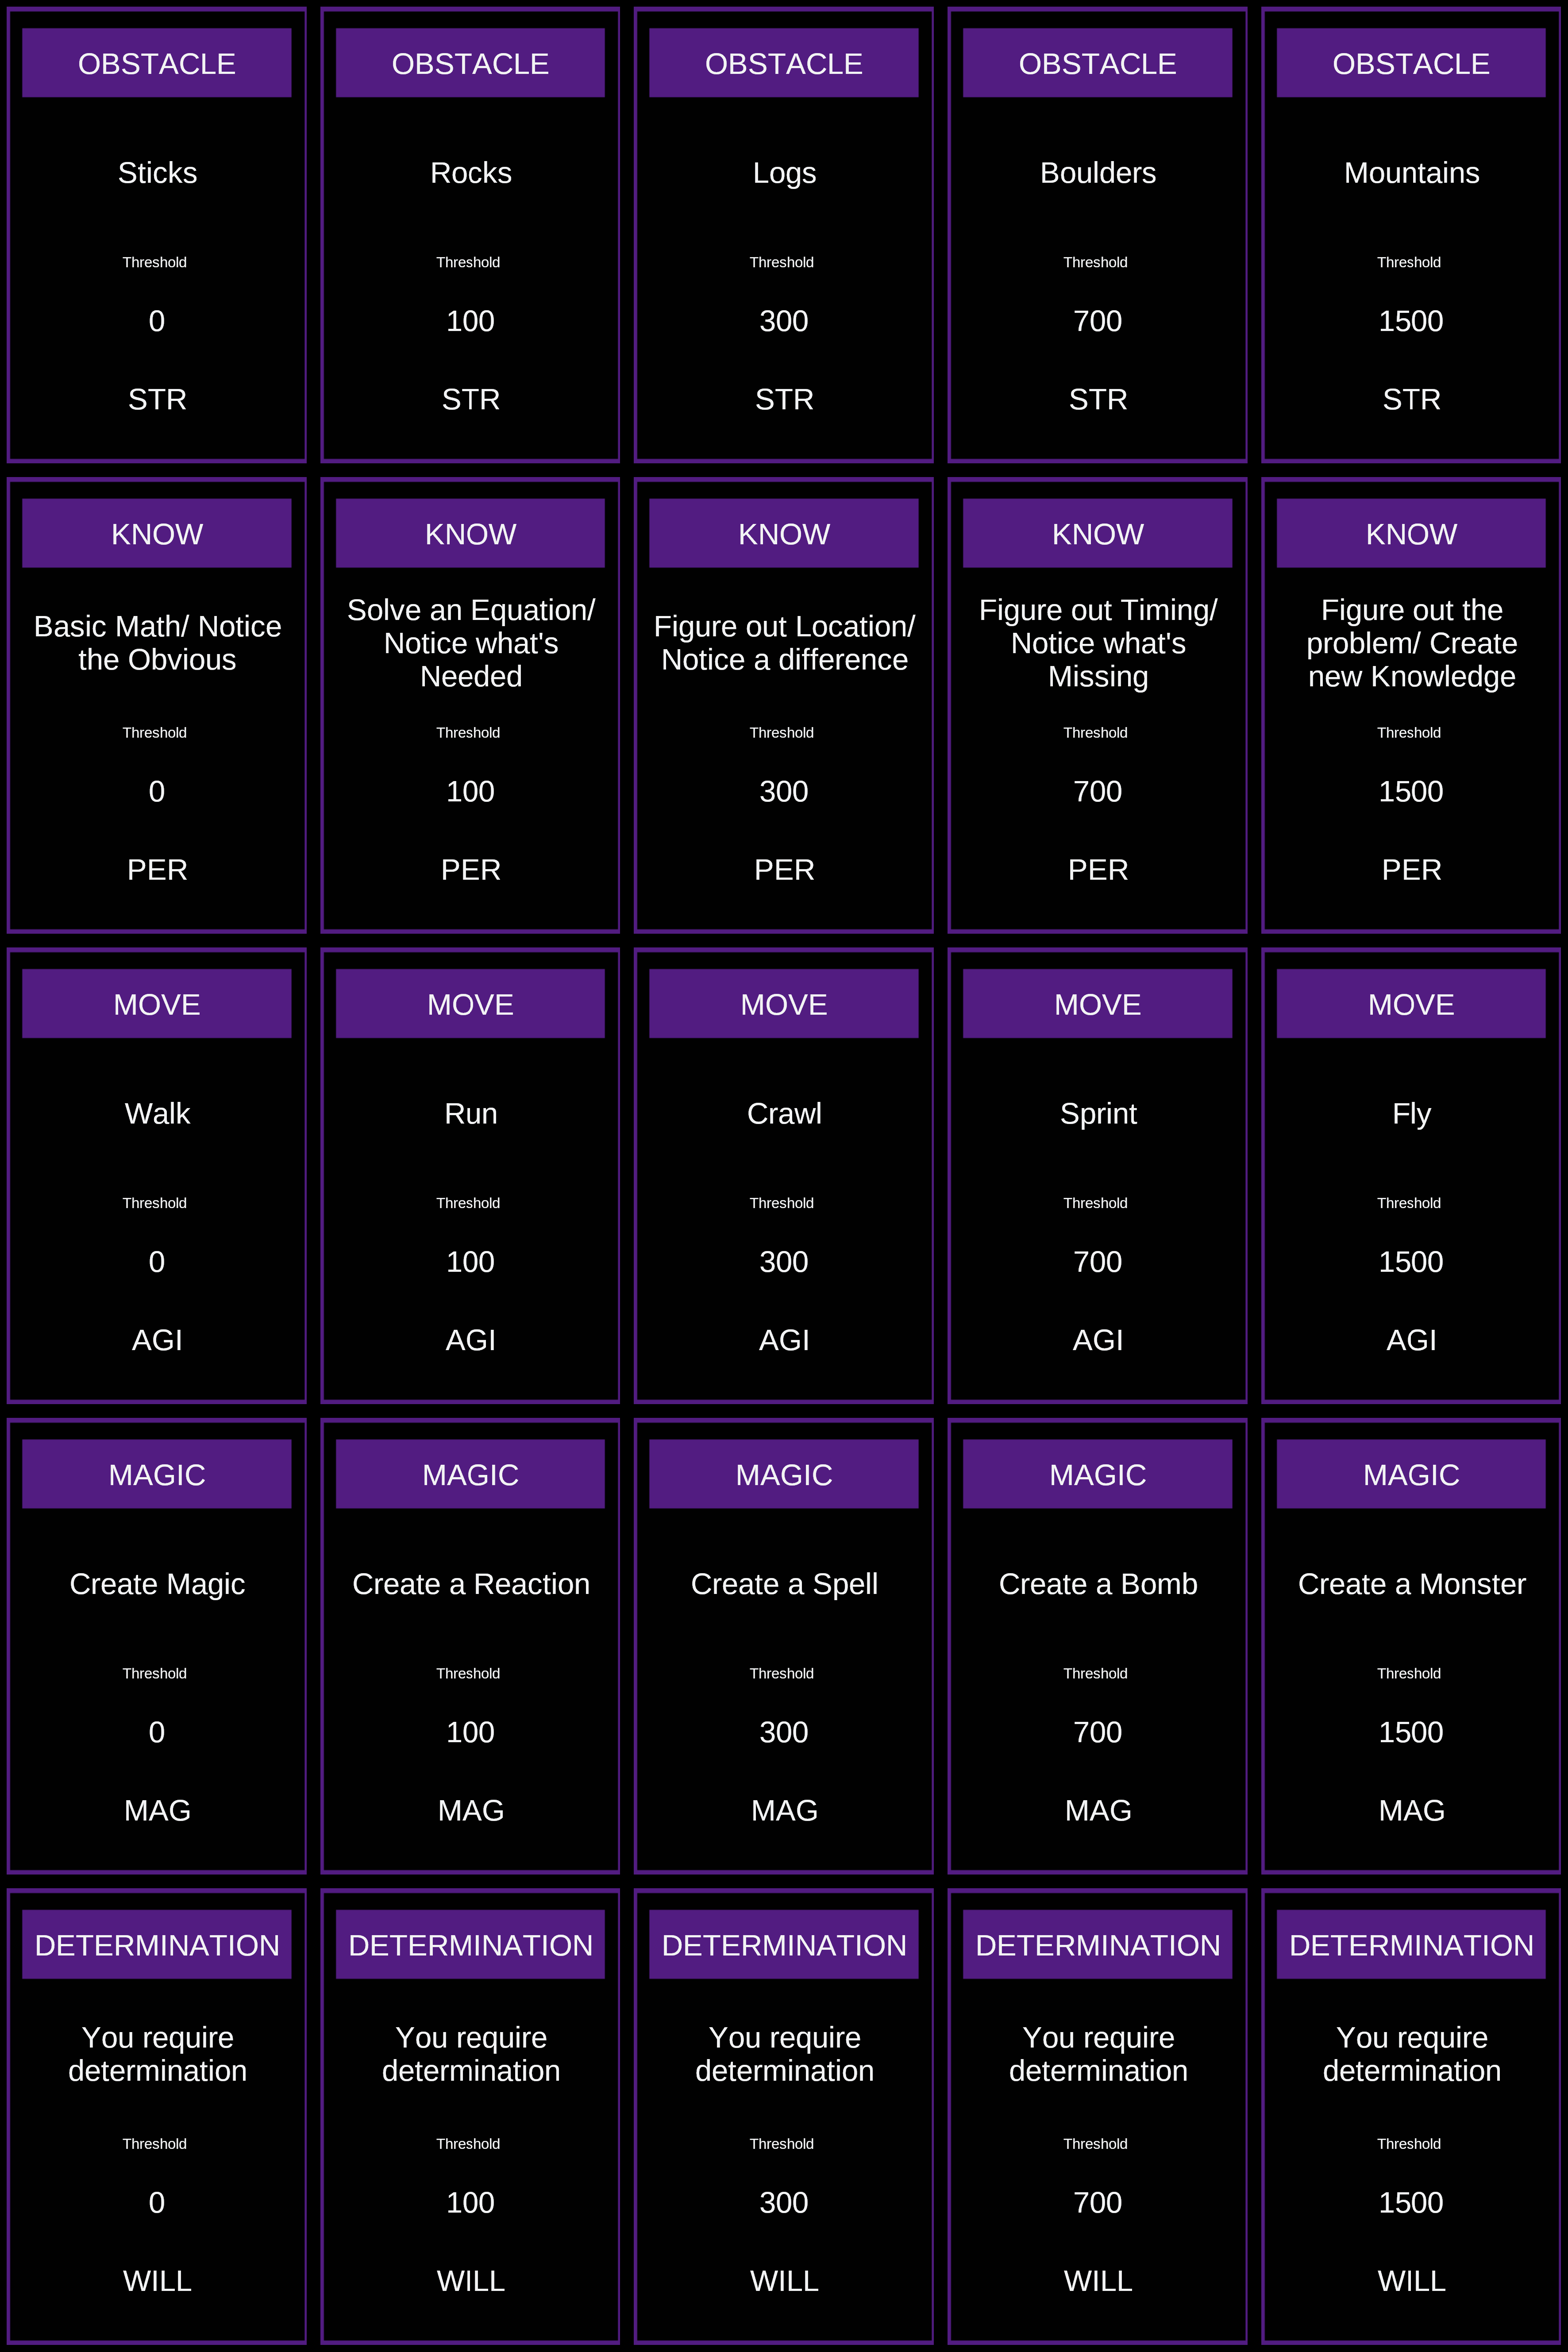 OBSTACLE
Sticks
Threshold
0
STR
OBSTACLE
Rocks
Threshold
100
STR
OBSTACLE
Logs
Threshold
300
STR
OBSTACLE
Boulders
Threshold
700
STR
OBSTACLE
Mountains
Threshold
1500
STR
KNOW
Basic Math/ Notice
the Obvious
Threshold
0
PER
KNOW
Solve an Equation/
Notice what's
Needed
Threshold
100
PER
KNOW
Figure out Location/
Notice a difference
Threshold
300
PER
KNOW
Figure out Timing/
Notice what's
Missing
Threshold
700
PER
KNOW
Figure out the
problem/ Create
new Knowledge
Threshold
1500
PER
MOVE
Walk
Threshold
0
AGI
MOVE
Run
Threshold
100
AGI
MOVE
Crawl
Threshold
300
AGI
MOVE
Sprint
Threshold
700
AGI
MOVE
Fly
Threshold
1500
AGI
MAGIC
Create Magic
Threshold
0
MAG
MAGIC
Create a Reaction
Threshold
100
MAG
MAGIC
Create a Spell
Threshold
300
MAG
MAGIC
Create a Bomb
Threshold
700
MAG
MAGIC
Create a Monster
Threshold
1500
MAG
DETERMINATION
You require
determination
Threshold
0
WILL
DETERMINATION
You require
determination
Threshold
100
WILL
DETERMINATION
You require
determination
Threshold
300
WILL
DETERMINATION
You require
determination
Threshold
700
WILL
DETERMINATION
You require
determination
Threshold
1500
WILL